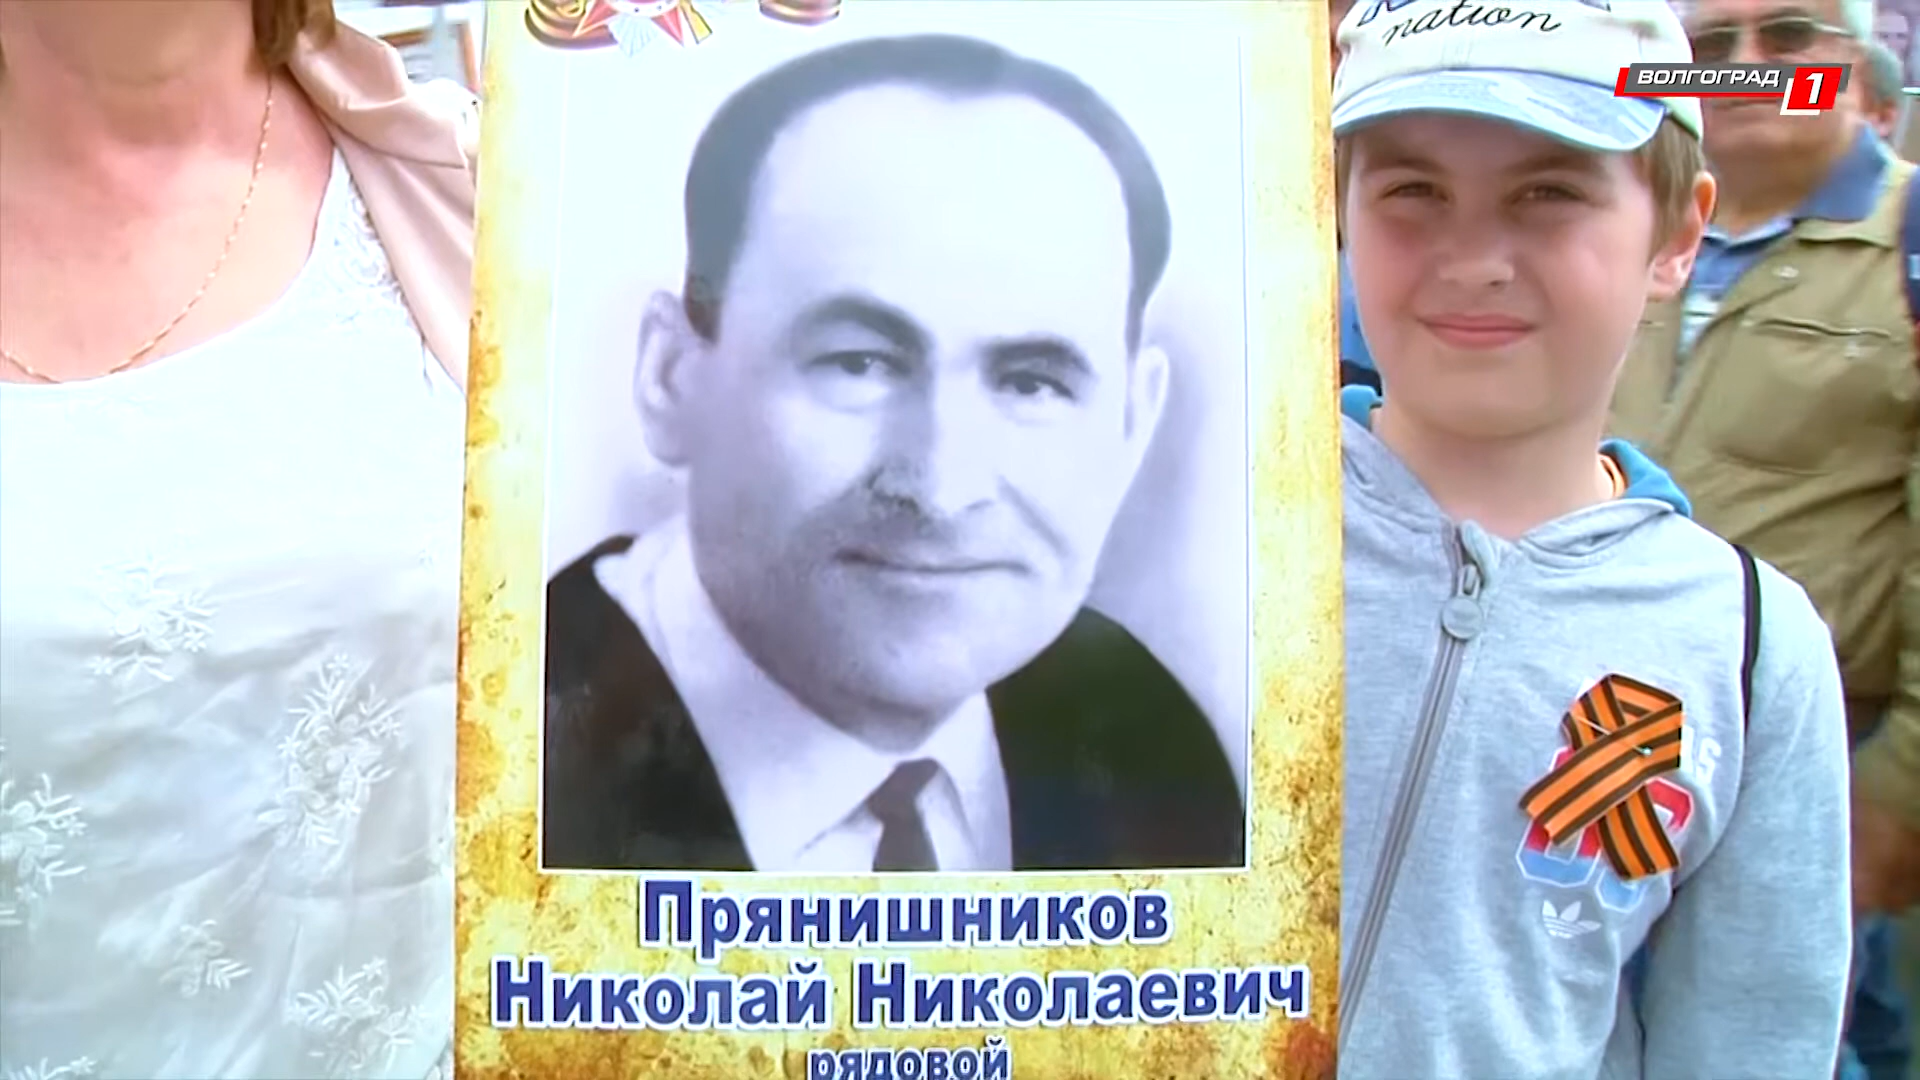 nation
ВОЛГОГРАД 1
Прянишников
Николай Николаевич
рядовой